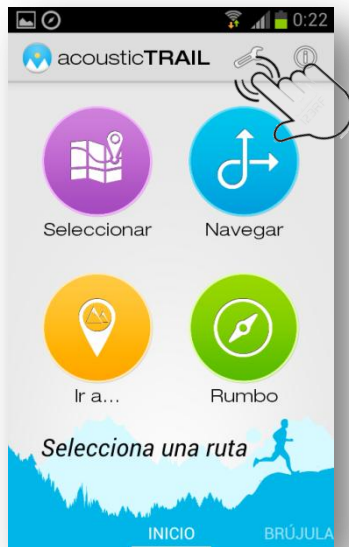 0:22
acousticTRAIL
Seleccionar
Navegar
Ir a...
Rumbo
Selecciona una ruta
INICIO
BRÚJULA